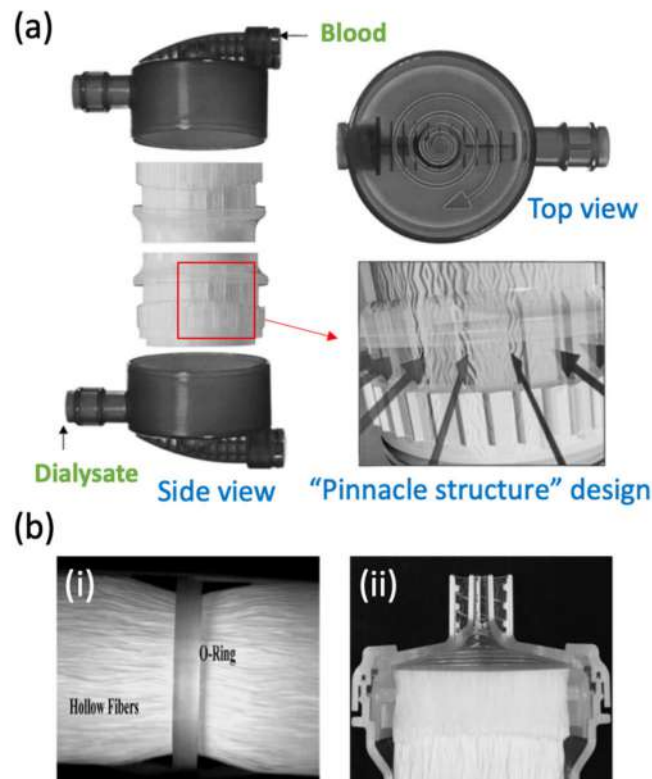 (a)
Blood
Top view
Dialysate
Side view
“Pinnacle structure” design
(b)
(i)
O-Ring
Hollow Fibers
(ii)